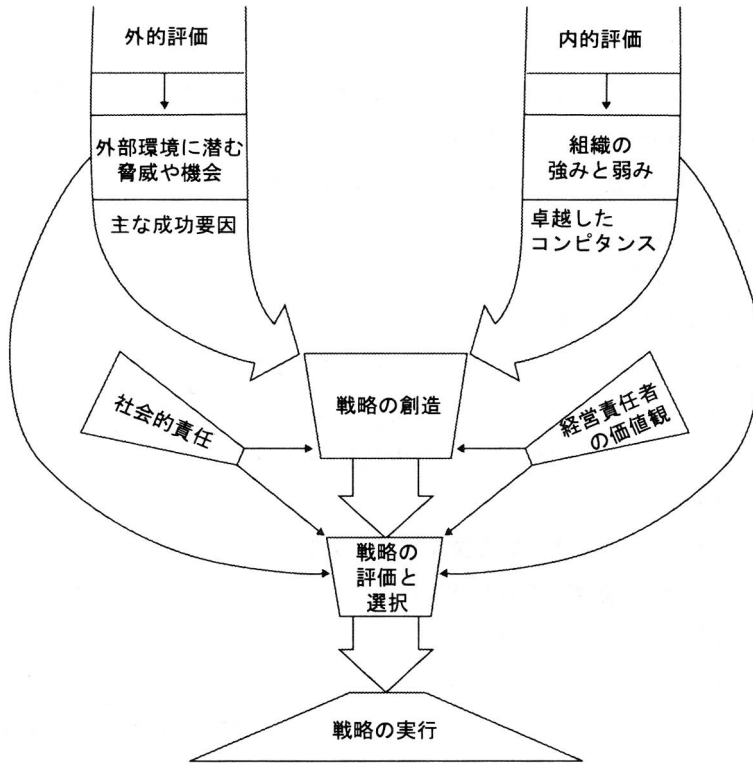 外的評価
内的評価
外部環境に潜む
脅威や機会
組織の
強みと弱み
主な成功要因
卓越した
コンピタンス
戦略の創造
社会的責任
経営責任者
の価値観
戦略の
評価と
選択
戦略の実行